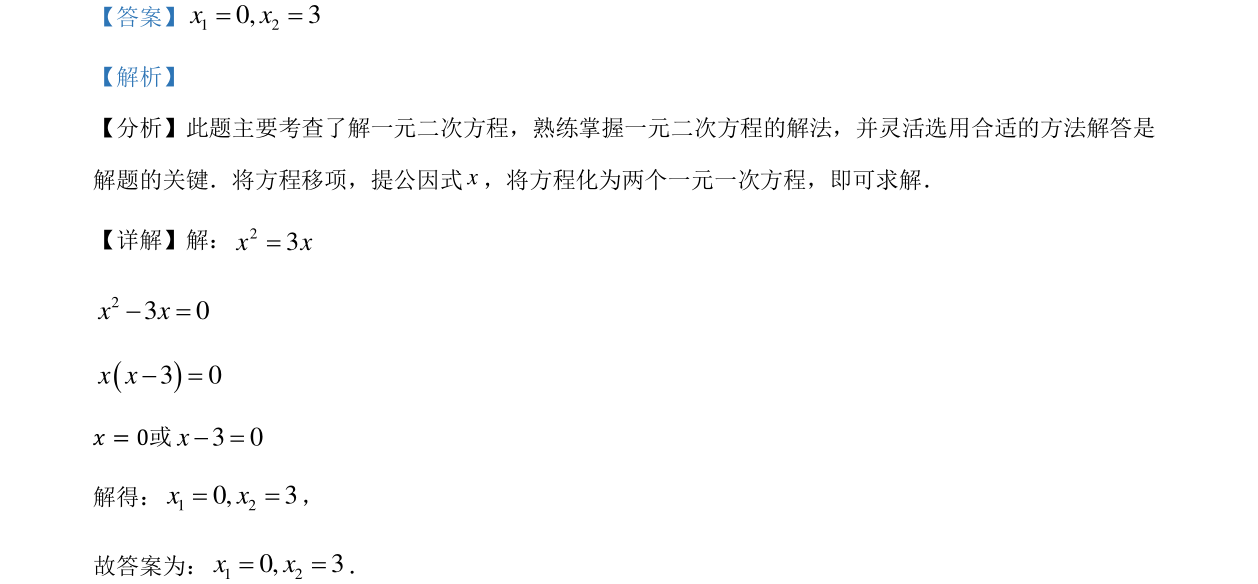 【答案】x₁ = 0, x₂ = 3
【解析】
【分析】此题主要考查了解一元二次方程，熟练掌握一元二次方程的解法，并灵活选用合适的方法解答是
解题的关键．将方程移项，提公因式 x，将方程化为两个一元一次方程，即可求解．
【详解】解：x² = 3x
x² − 3x = 0
x(x − 3) = 0
x = 0或 x − 3 = 0
解得：x₁ = 0, x₂ = 3，
故答案为：x₁ = 0, x₂ = 3．